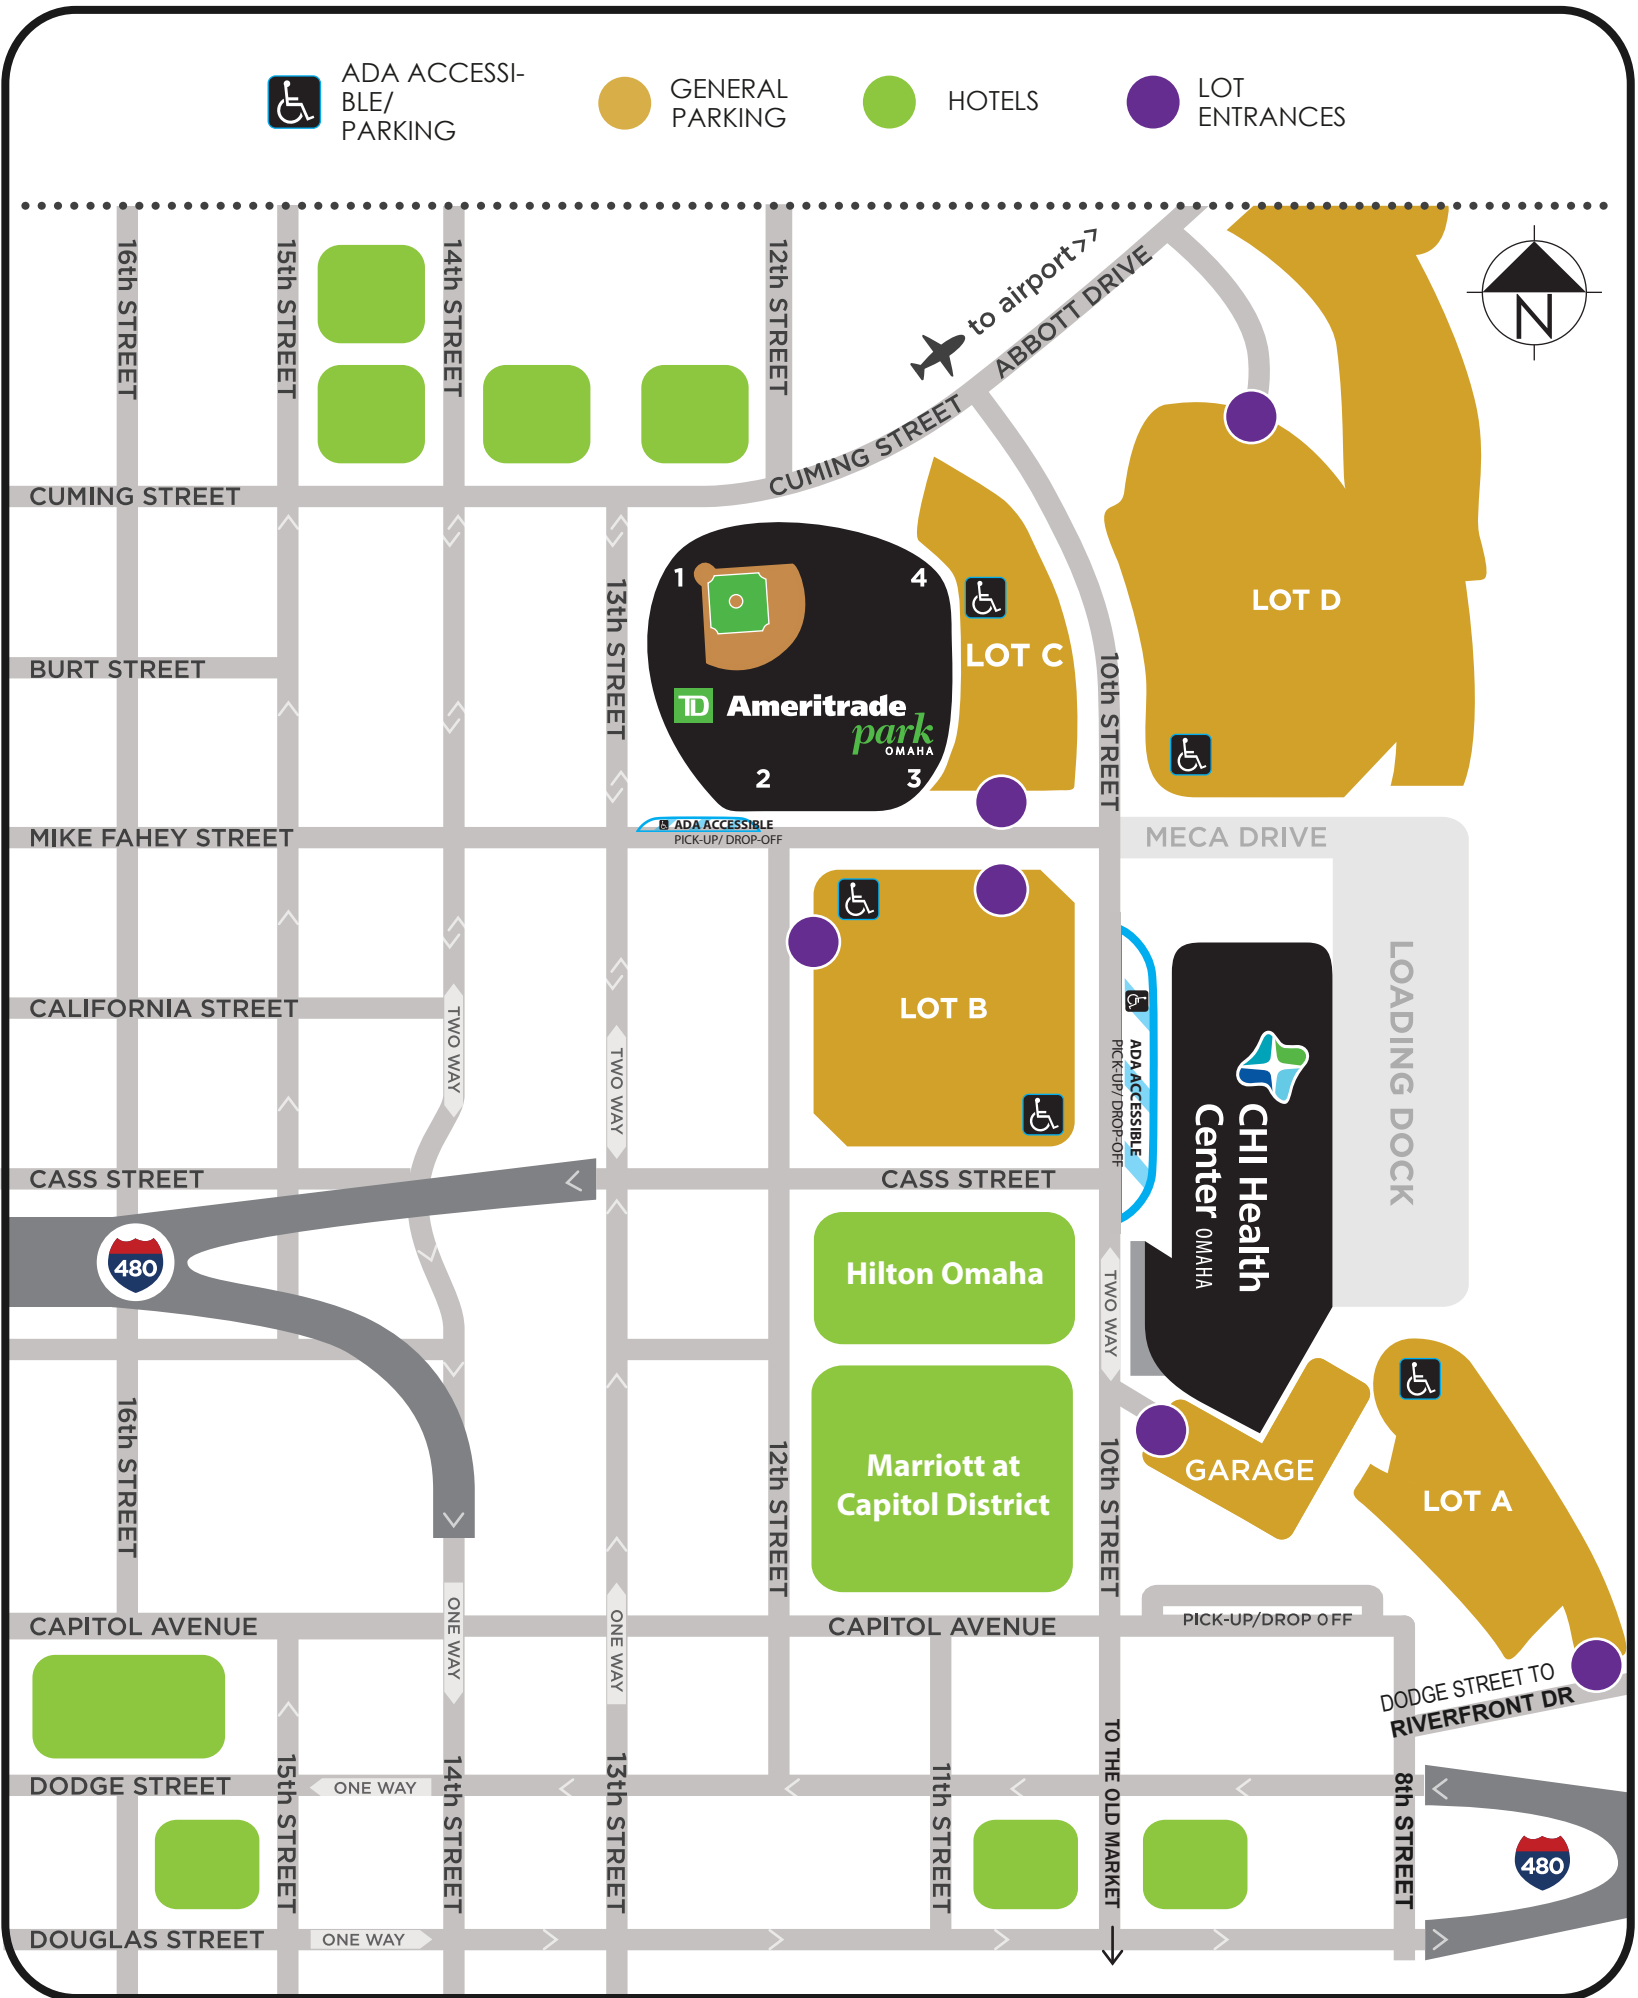 ADA ACCESSI-
BLE/
PARKING
GENERAL
PARKING
HOTELS
LOT
ENTRANCES
16th STREET
15th STREET
14th STREET
12th STREET
to airport>>
ABBOTT DRIVE
N
CUMING STREET
CUMING STREET
1
4
13th STREET
LOT C
LOT D
BURT STREET
10th STREET
TD Ameritrade
park
OMAHA
2
3
MIKE FAHEY STREET
ADA ACCESSIBLE
PICK-UP/ DROP-OFF
MECA DRIVE
LOADING DOCK
CALIFORNIA STREET
TWO WAY
TWO WAY
LOT B
ADA ACCESSIBLE
PICK-UP/ DROP-OFF
CHI Health
Center OMAHA
CASS STREET
CASS STREET
480
Hilton Omaha
TWO WAY
16th STREET
12th STREET
Marriott at
Capitol District
10th STREET
GARAGE
LOT A
CAPITOL AVENUE
ONE WAY
ONE WAY
CAPITOL AVENUE
PICK-UP/DROP OFF
DODGE STREET TO
RIVERFRONT DR
DODGE STREET
15th STREET
ONE WAY
14th STREET
13th STREET
11th STREET
TO THE OLD MARKET
8th STREET
480
DOUGLAS STREET
ONE WAY